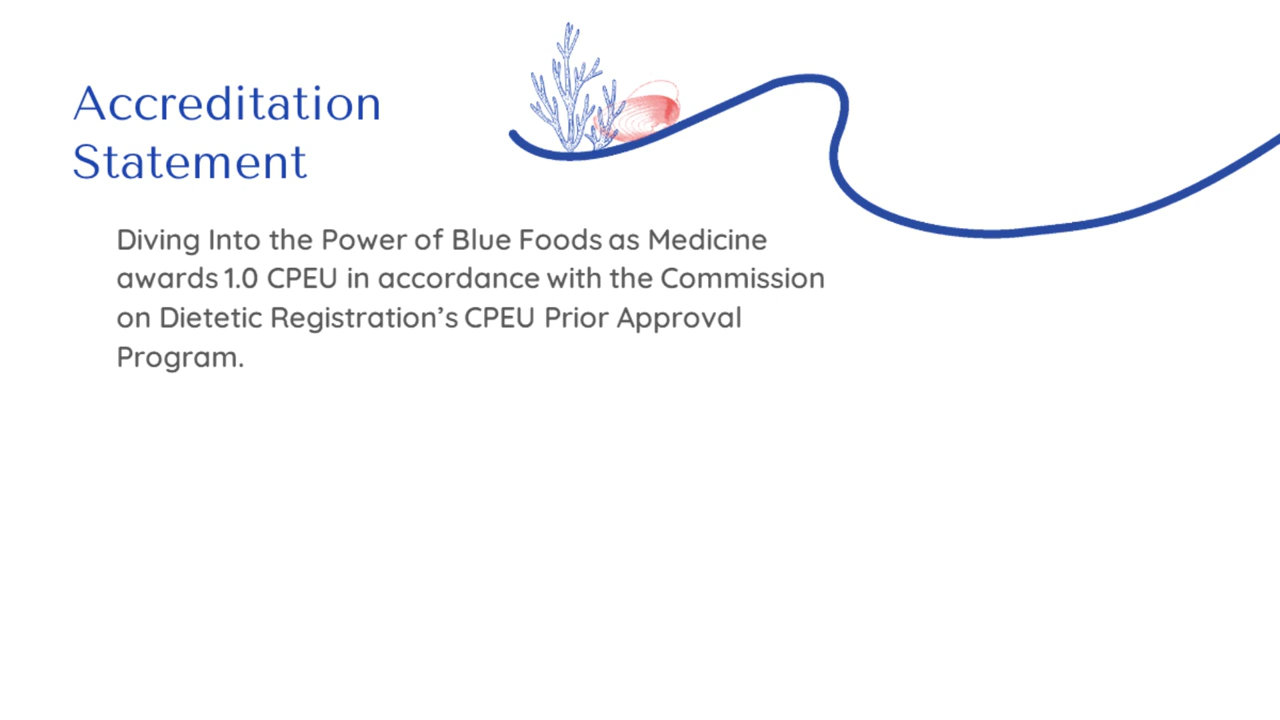 Accreditation
Statement
Diving Into the Power of Blue Foods as Medicine
awards 1.0 CPEU in accordance with the Commission
on Dietetic Registration’s CPEU Prior Approval
Program.